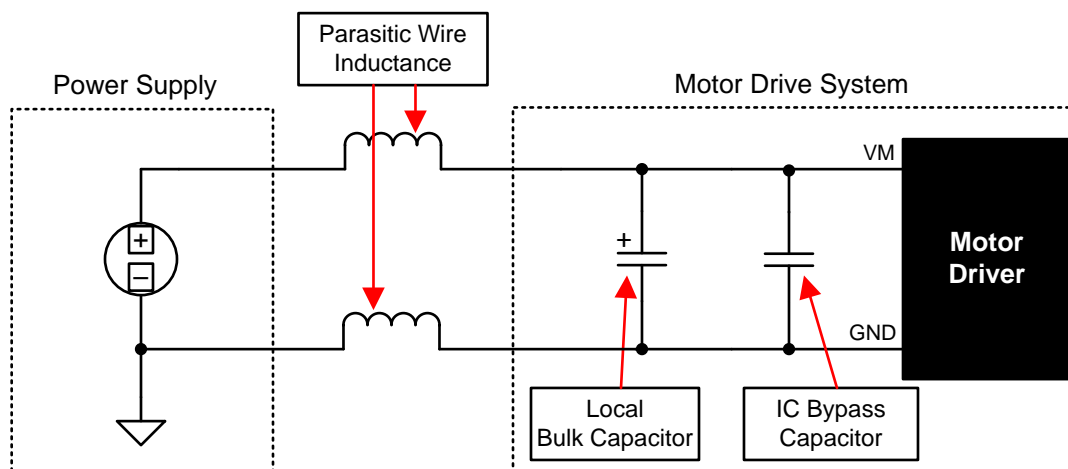 Parasitic Wire
Inductance
Power Supply
Motor Drive System
VM
+
−
+
Motor
Driver
GND
Local
Bulk Capacitor
IC Bypass
Capacitor